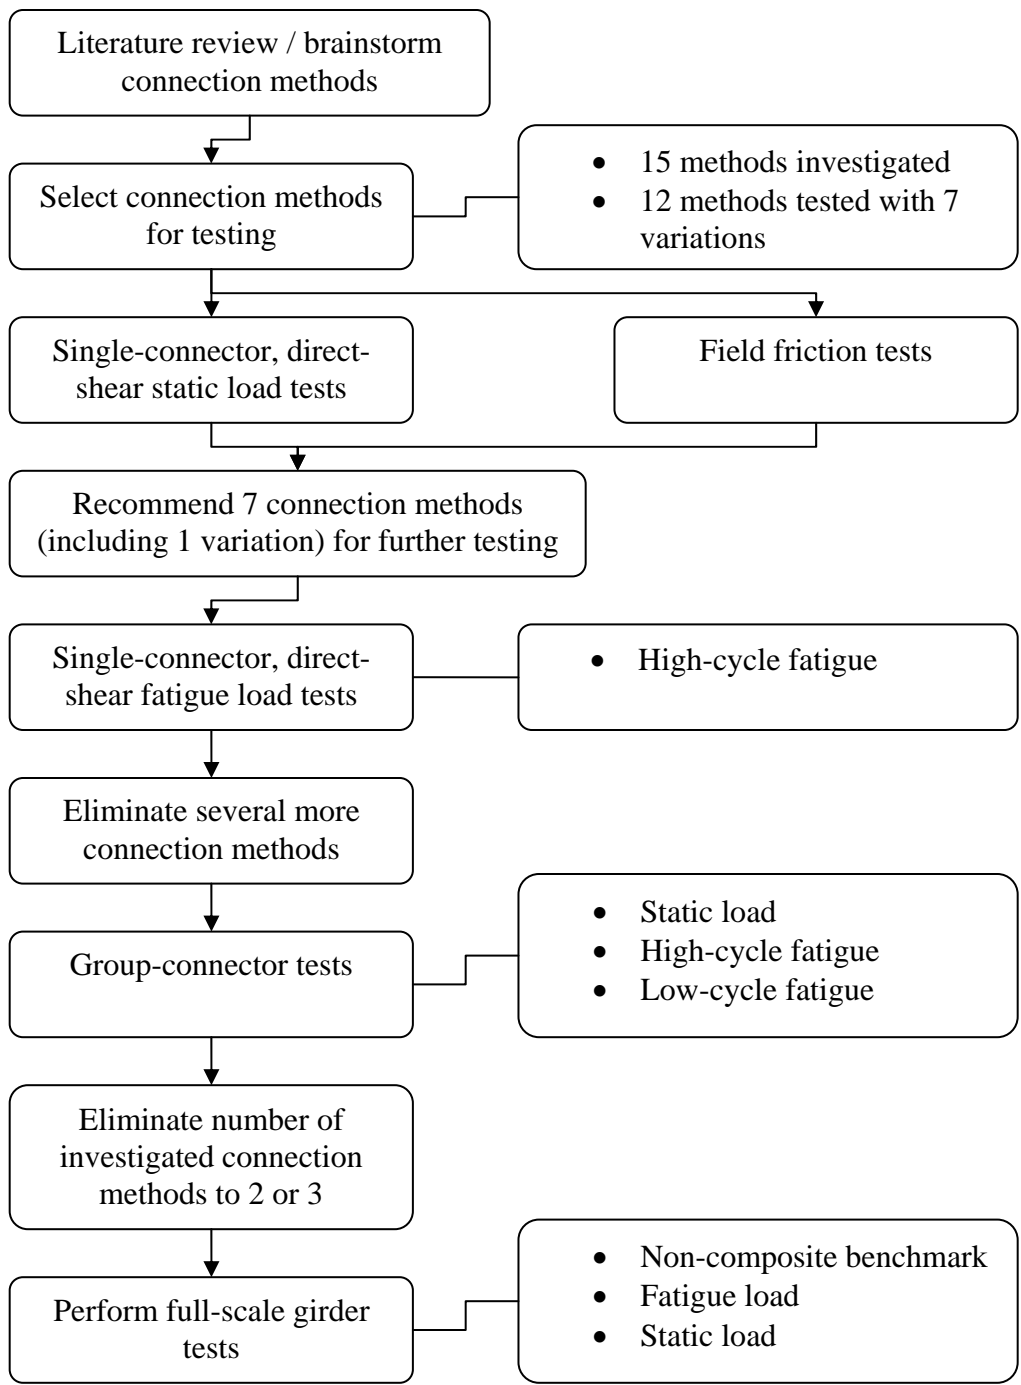 Literature review / brainstorm
connection methods
Select connection methods
for testing
• 15 methods investigated
• 12 methods tested with 7
variations
Single-connector, direct-
shear static load tests
Field friction tests
Recommend 7 connection methods
(including 1 variation) for further testing
Single-connector, direct-
shear fatigue load tests
• High-cycle fatigue
Eliminate several more
connection methods
Group-connector tests
• Static load
• High-cycle fatigue
• Low-cycle fatigue
Eliminate number of
investigated connection
methods to 2 or 3
Perform full-scale girder
tests
• Non-composite benchmark
• Fatigue load
• Static load